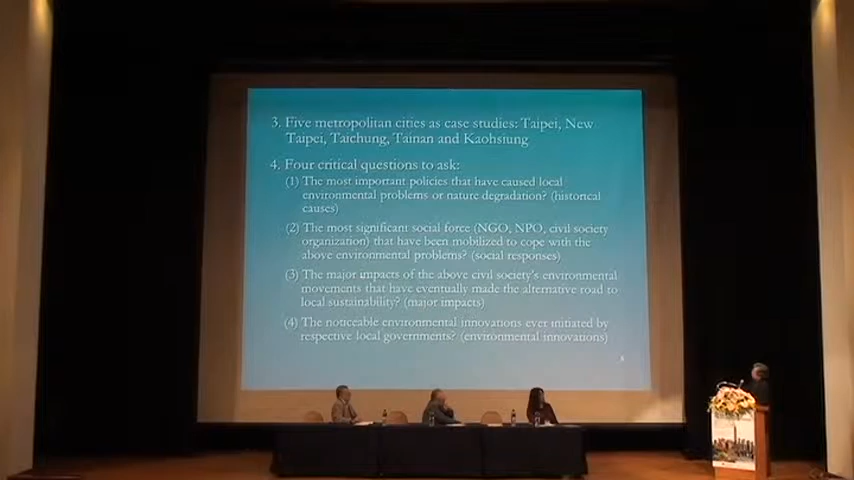 3. Five metropolitan cities as case studies: Taipei, New
Taipei, Taichung, Tainan and Kaohsiung
4. Four critical questions to ask:
(1) The most important policies that have caused local
environmental problems or nature degradation? (historical
causes)
(2) The most significant social force (NGO, NPO, civil society
organization) that have been mobilized to cope with the
above environmental problems? (social responses)
(3) The major impacts of the above civil society's environmental
movements that have eventually made the alternative road to
local sustainability? (major impacts)
(4) The noticeable environmental innovations ever initiated by
respective local governments? (environmental innovations)